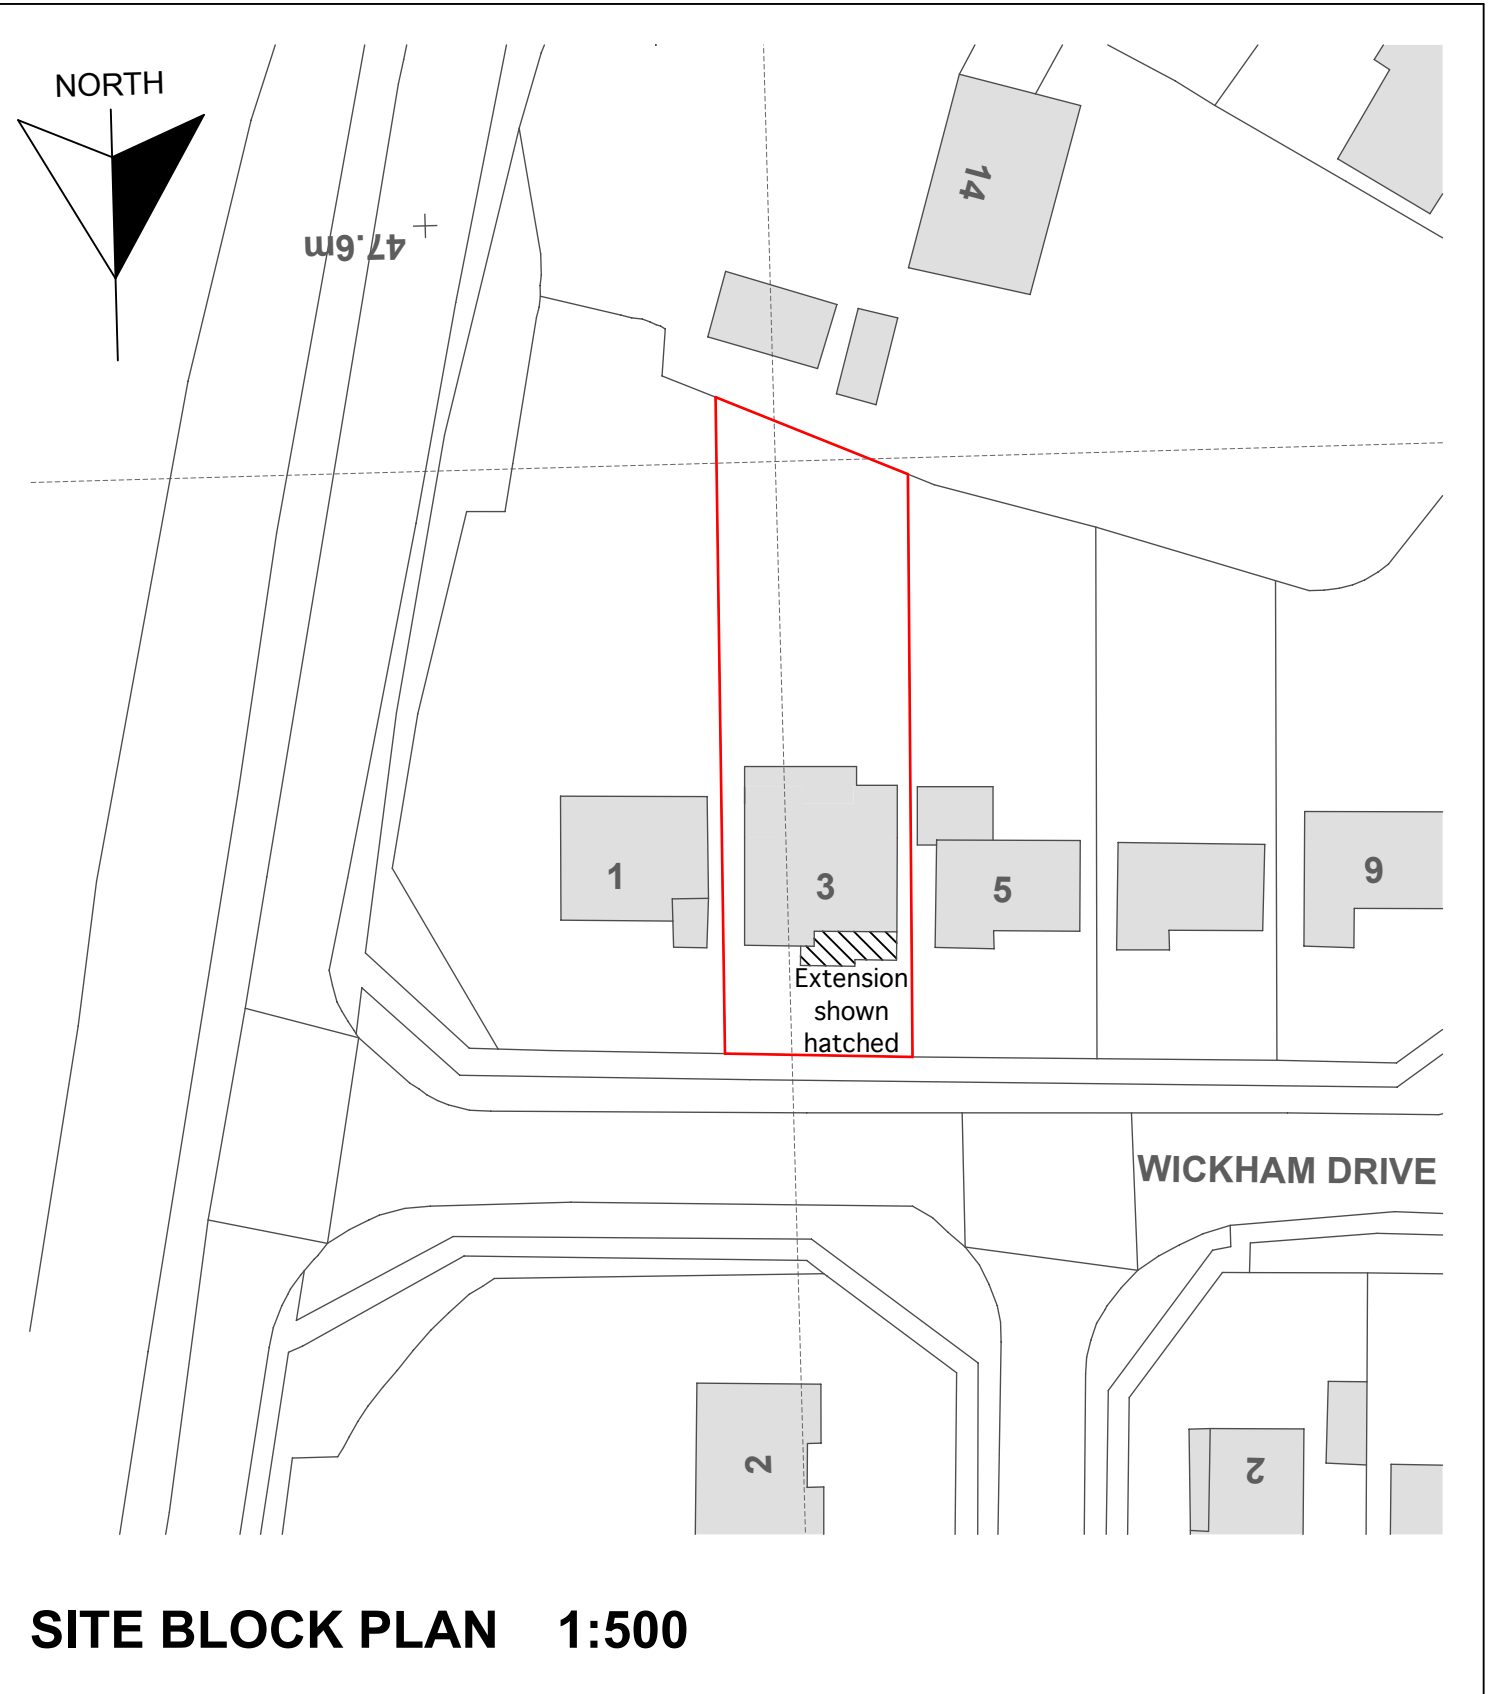 NORTH
14
47.6m
1
3
5
9
Extension
shown
hatched
WICKHAM DRIVE
2
2
SITE BLOCK PLAN 1:500